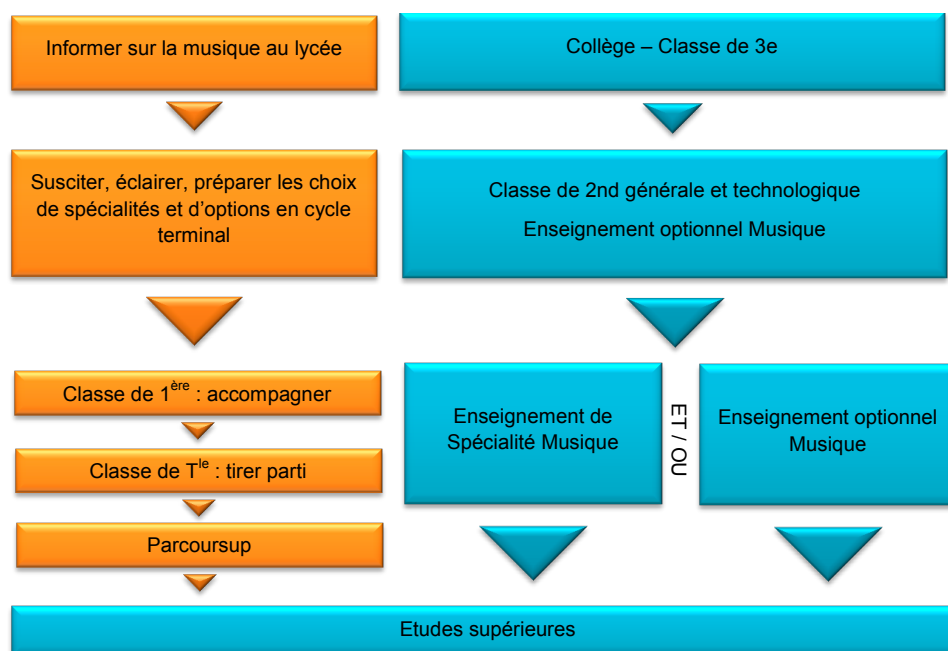 Informer sur la musique au lycée
Collège – Classe de 3e
Susciter, éclairer, préparer les choix
de spécialités et d'options en cycle
terminal
Classe de 2nd générale et technologique
Enseignement optionnel Musique
Classe de 1ère : accompagner
Classe de Tle : tirer parti
Parcoursup
Enseignement de
Spécialité Musique
ET / OU
Enseignement optionnel
Musique
Etudes supérieures